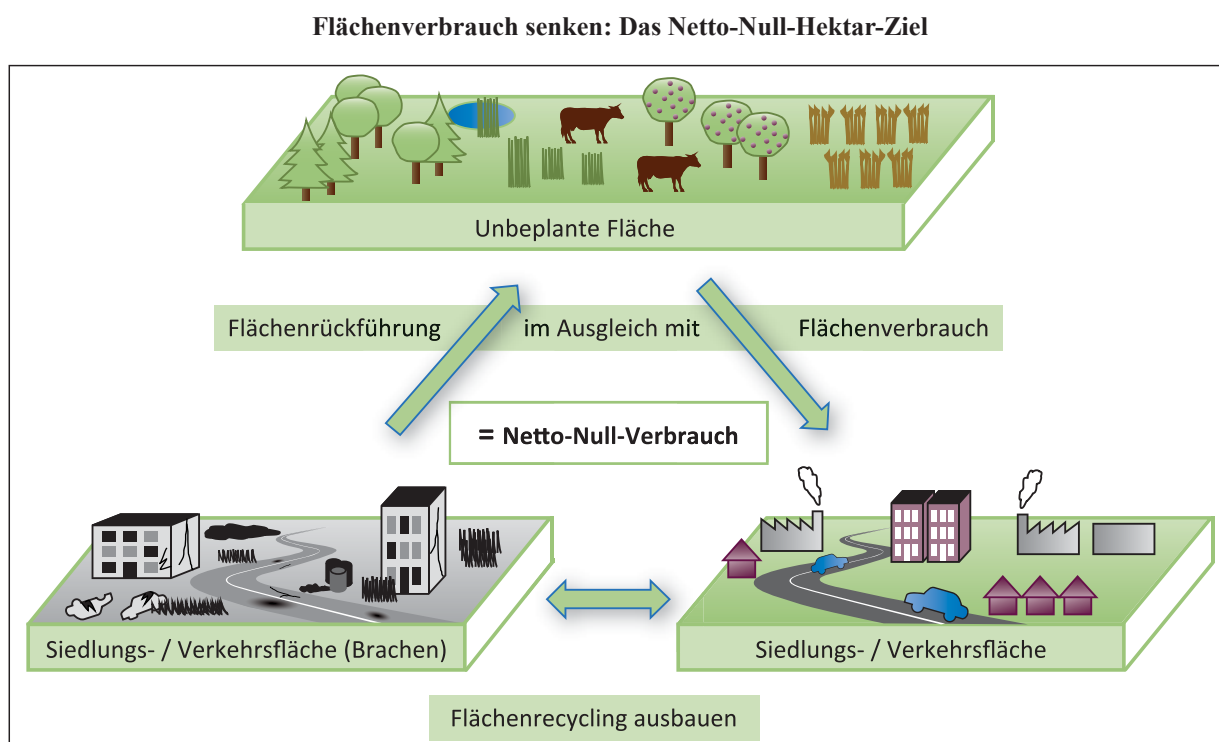 Flächenverbrauch senken: Das Netto-Null-Hektar-Ziel
Unbeplante Fläche
Flächenrückführung im Ausgleich mit Flächenverbrauch
= Netto-Null-Verbrauch
Siedlungs- / Verkehrsfläche (Brachen)
Siedlungs- / Verkehrsfläche
Flächenrecycling ausbauen